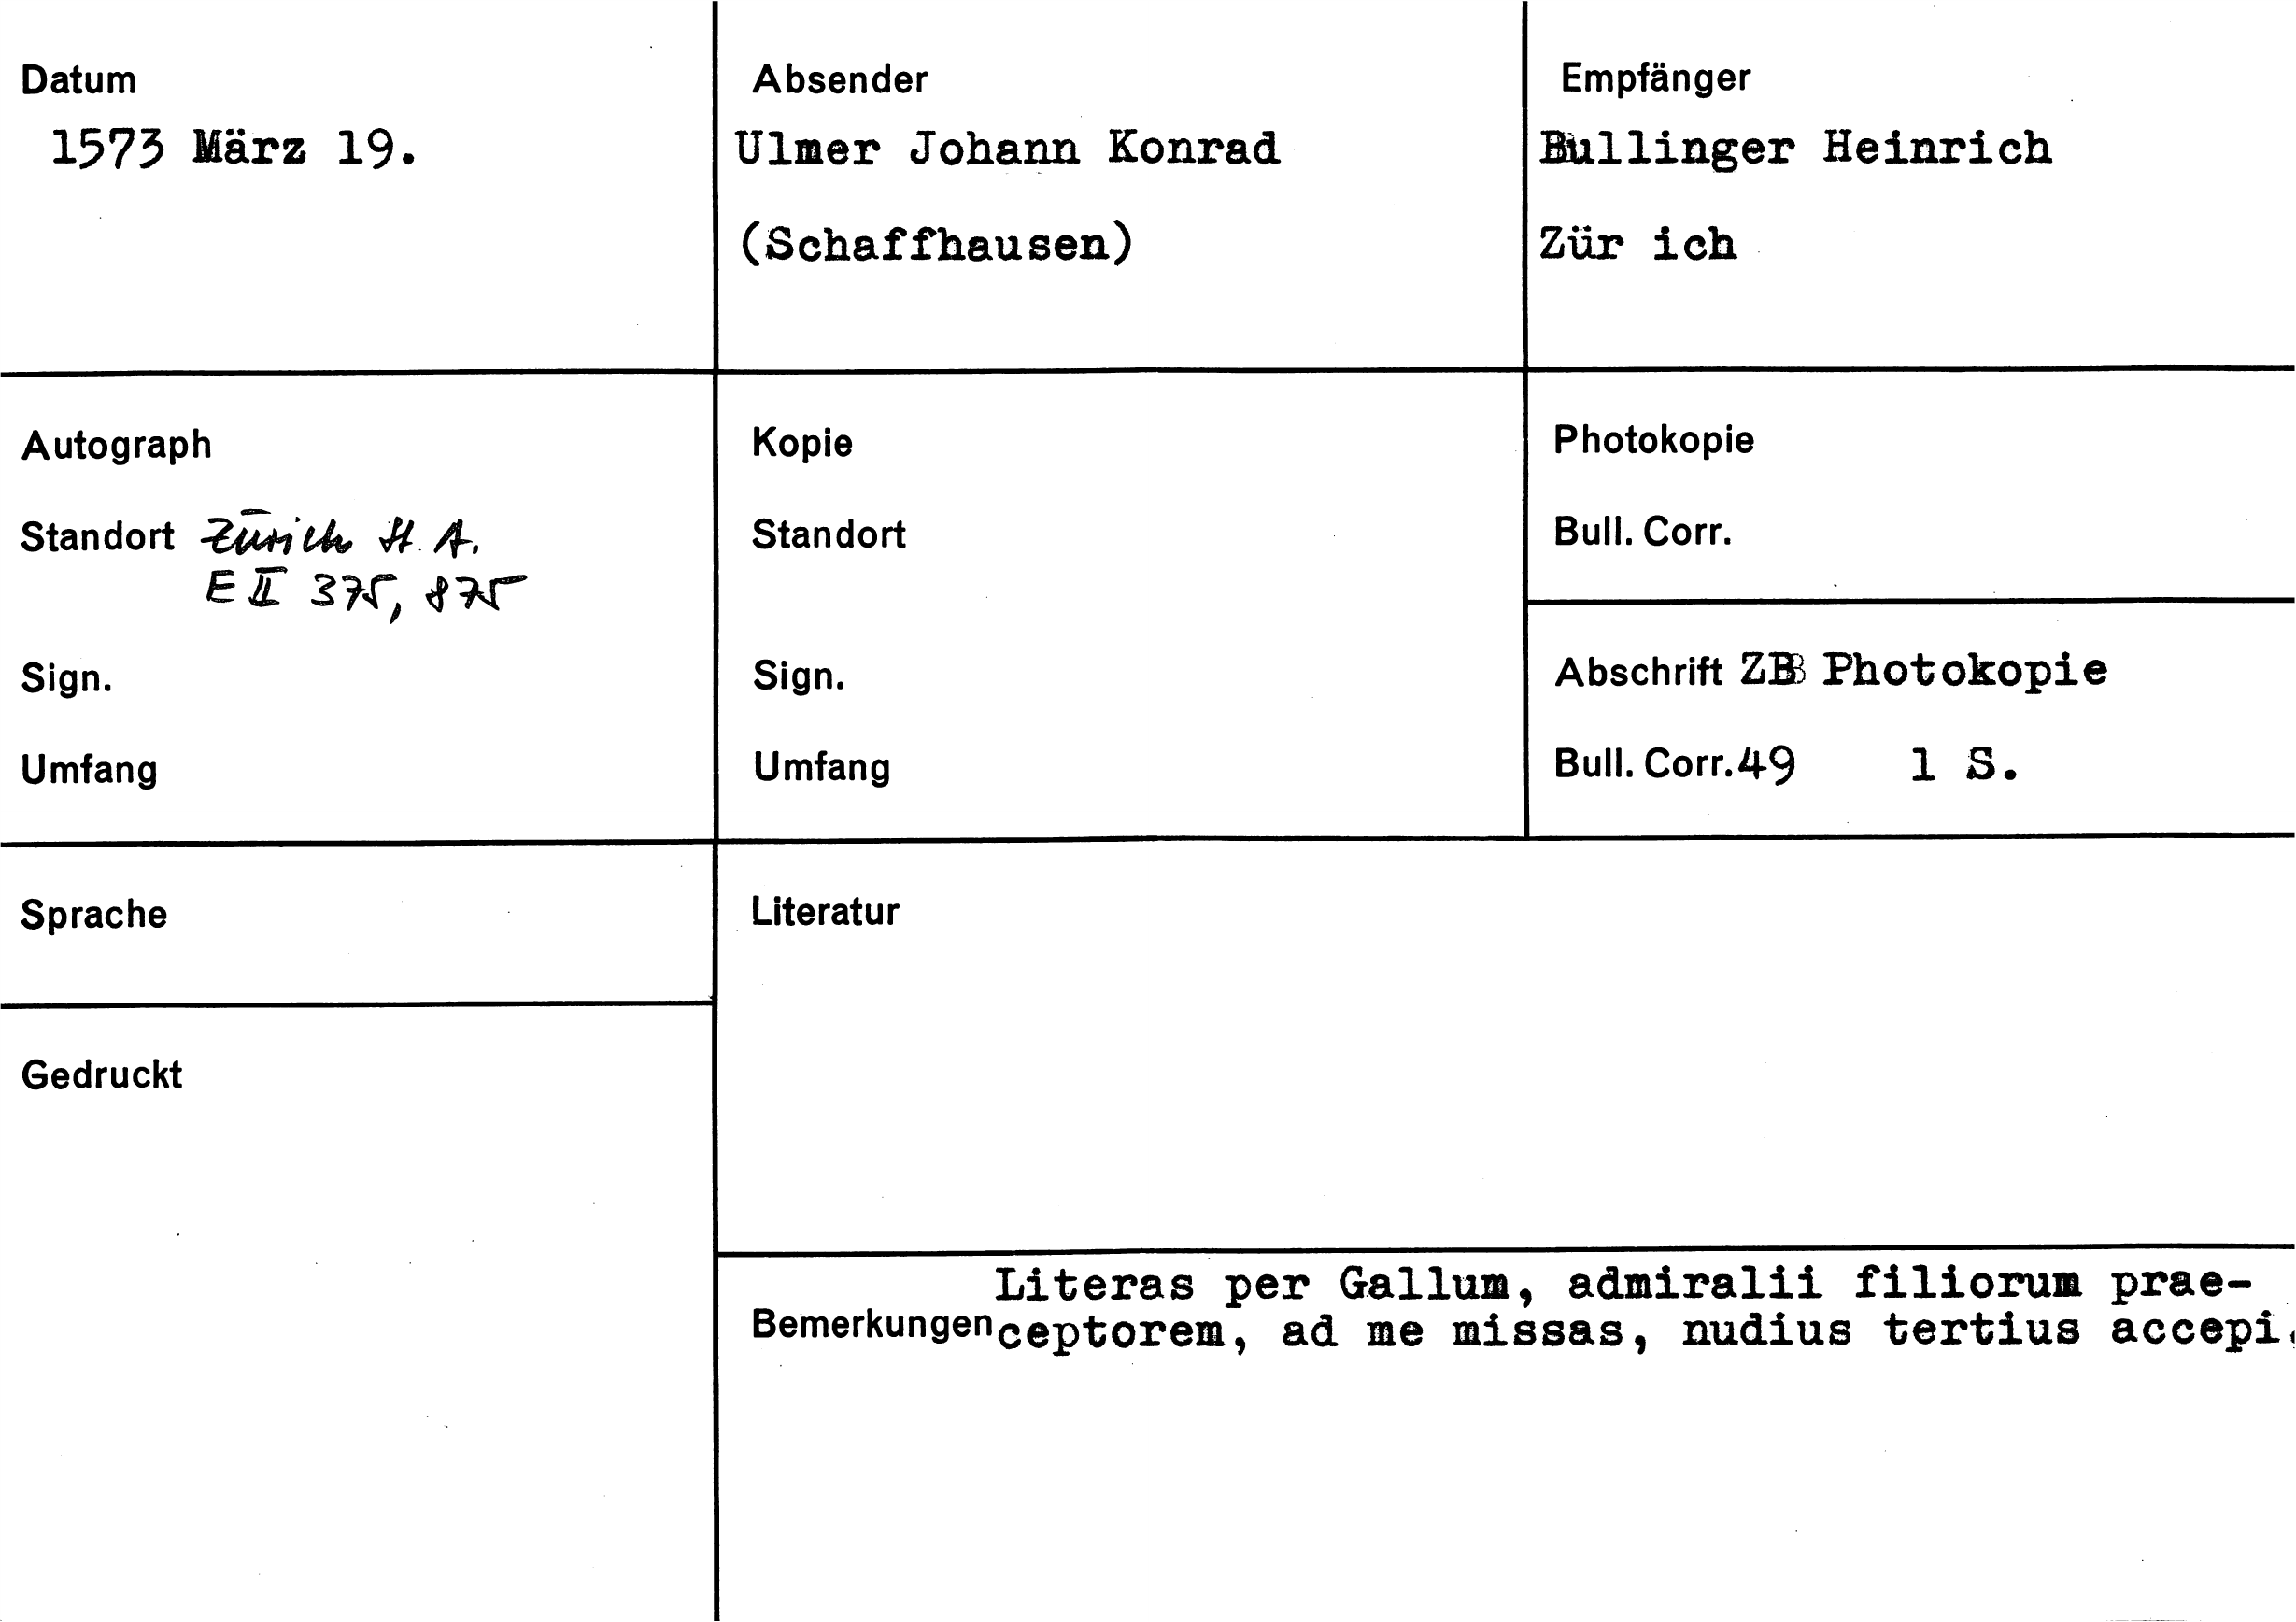 Datum
1573 März 19.
Absender
Ulmer Johann Konrad
(Schaffhausen)
Empfänger
Bullinger Heinrich
Zür ich
Autograph
Standort Zürich St. A.
E II 375, 875
Sign.
Umfang
Kopie
Standort
Sign.
Umfang
Photokopie
Bull. Corr.
Abschrift ZB Photokopie
Bull. Corr. 49 1 S.
Sprache
Literatur
Gedruckt
Literas per Gallum, admiralii filiorum prae-
Bemerkungen ceptorem, ad me missas, nudius tertius accepi.